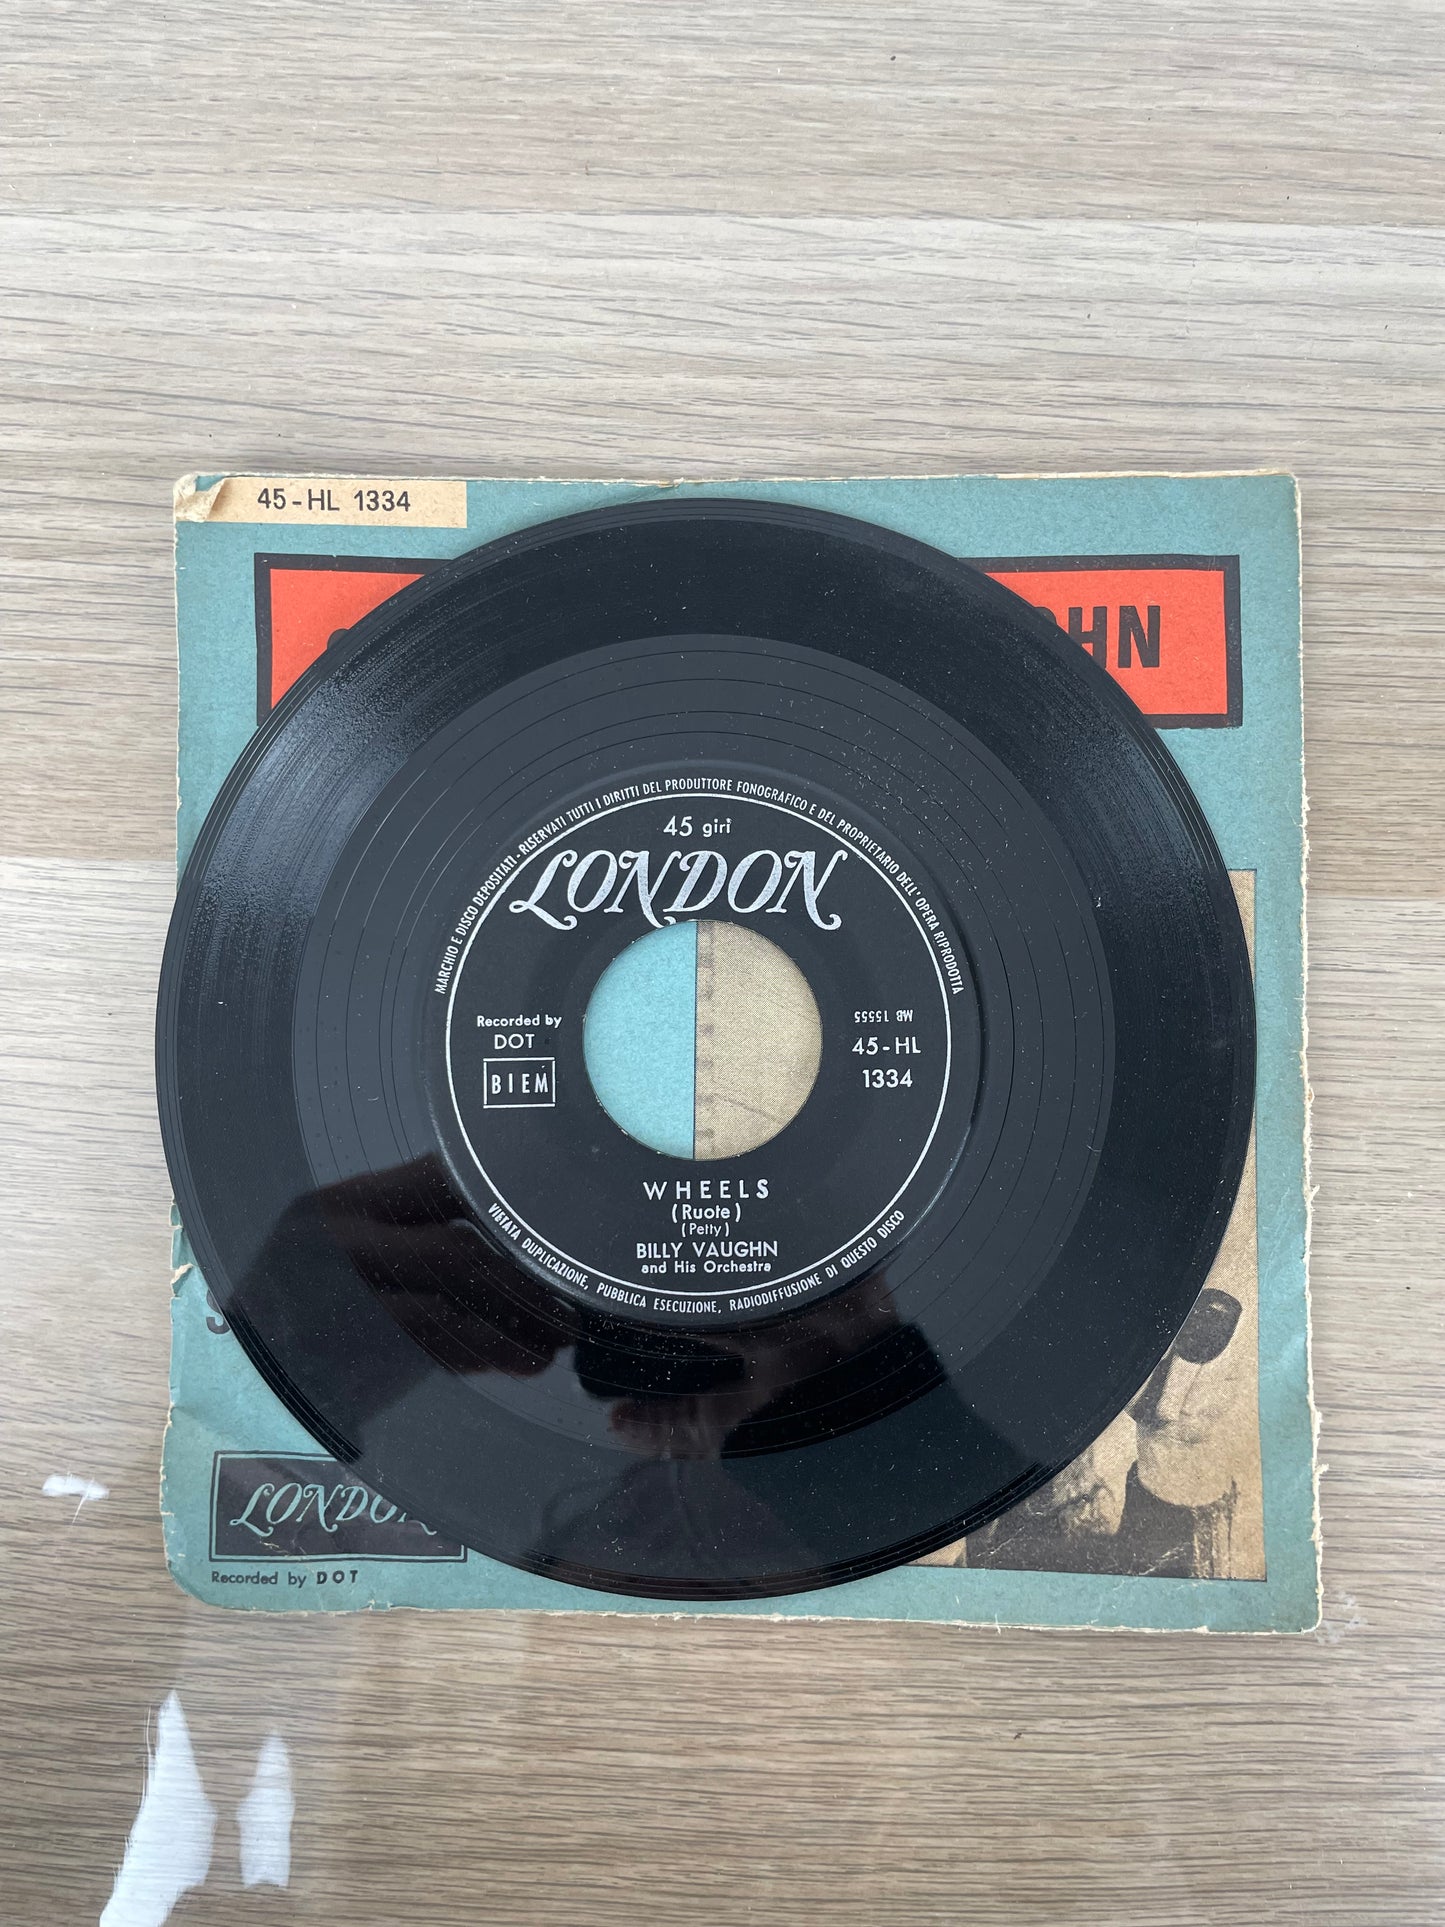 45-HL 1334
MARCHIO E DISCO DEPOSITATI - RISERVATI TUTTI I DIRITTI DEL PRODUTTORE FONOGRAFICO E DEL PROPRIETARIO DELL'OPERA RIPRODOTTA
45 giri
LONDON
Recorded by
DOT
BIEM
MB 15555
45-HL
1334
WHEELS
(Ruote)
(Petty)
BILLY VAUGHN
and His Orchestra
VIETATA DUPLICAZIONE, PUBBLICA ESECUZIONE, RADIODIFFUSIONE DI QUESTO DISCO
LONDON
Recorded by DOT